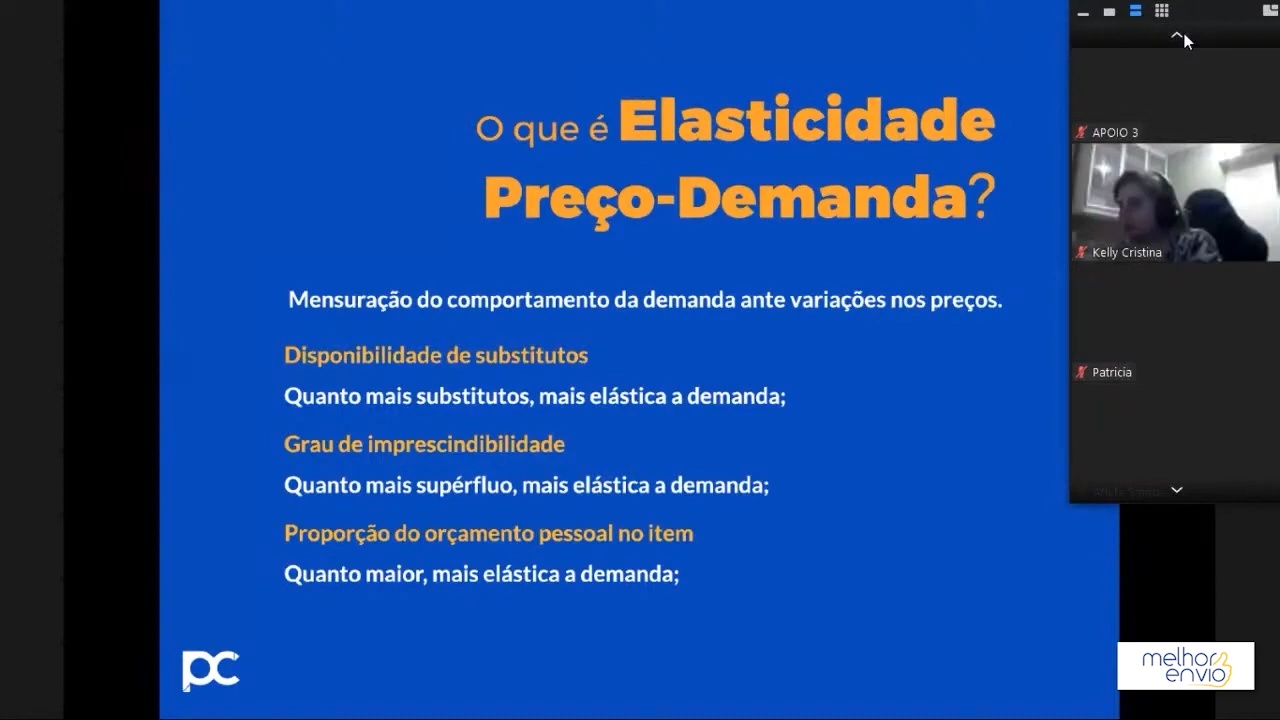 O que é Elasticidade
Preço-Demanda?
Mensuração do comportamento da demanda ante variações nos preços.
Disponibilidade de substitutos
Quanto mais substitutos, mais elástica a demanda;
Grau de imprescindibilidade
Quanto mais supérfluo, mais elástica a demanda;
Proporção do orçamento pessoal no item
Quanto maior, mais elástica a demanda;
pc
APOIO 3
Kelly Cristina
Patricia
melhor
envio